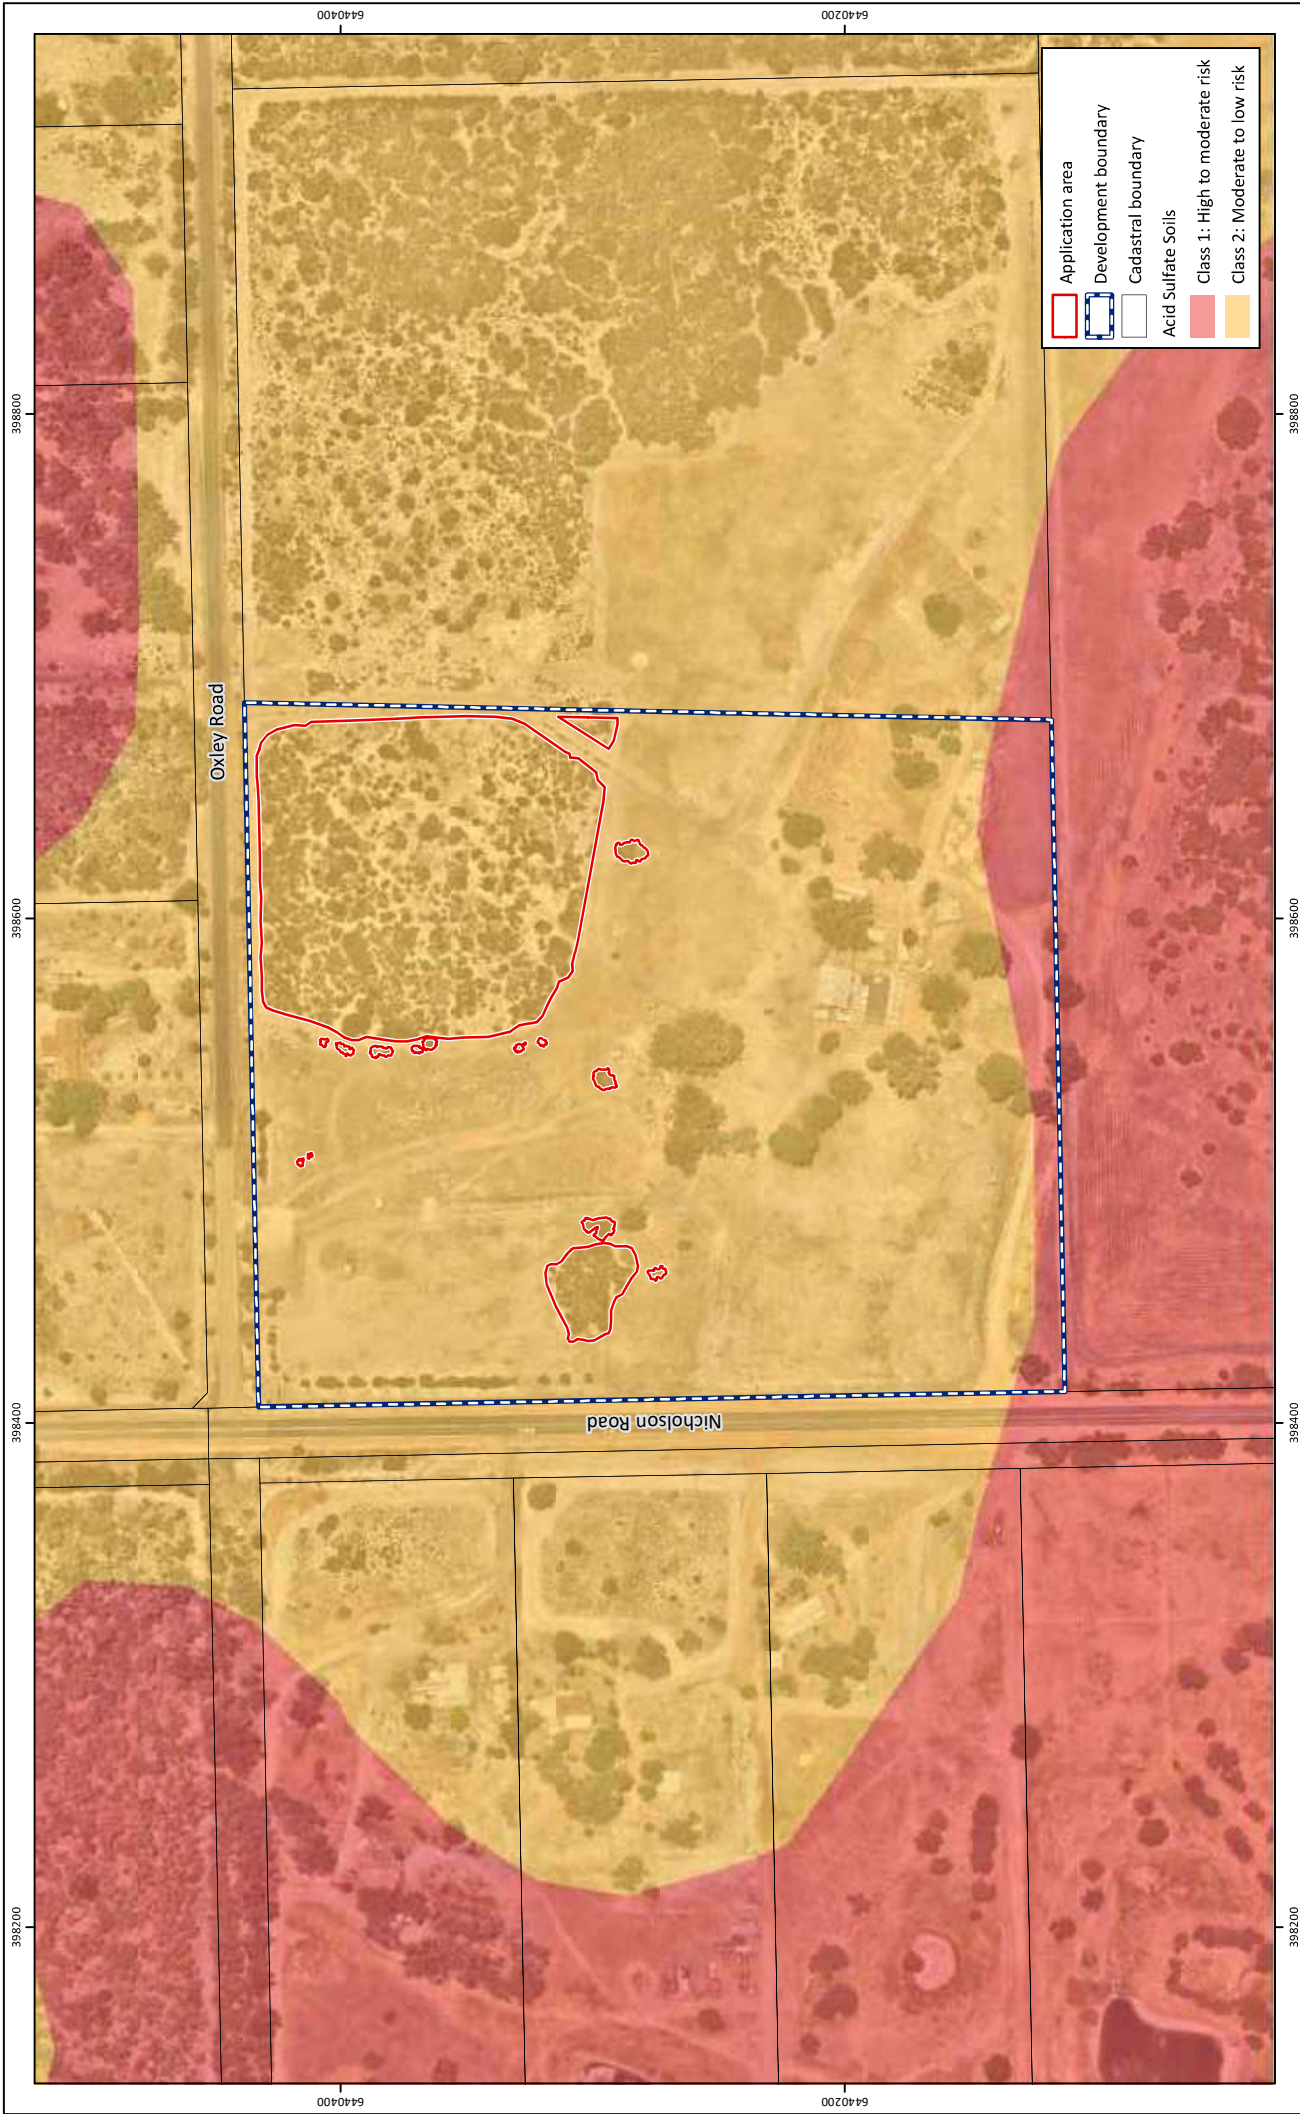 398200
398400
398600
398800
6440400
6440200
Oxley Road
Nicholson Road
Application area
Development boundary
Cadastral boundary
Acid Sulfate Soils
Class 1: High to moderate risk
Class 2: Moderate to low risk
6440400
6440200
398200
398400
398600
398800